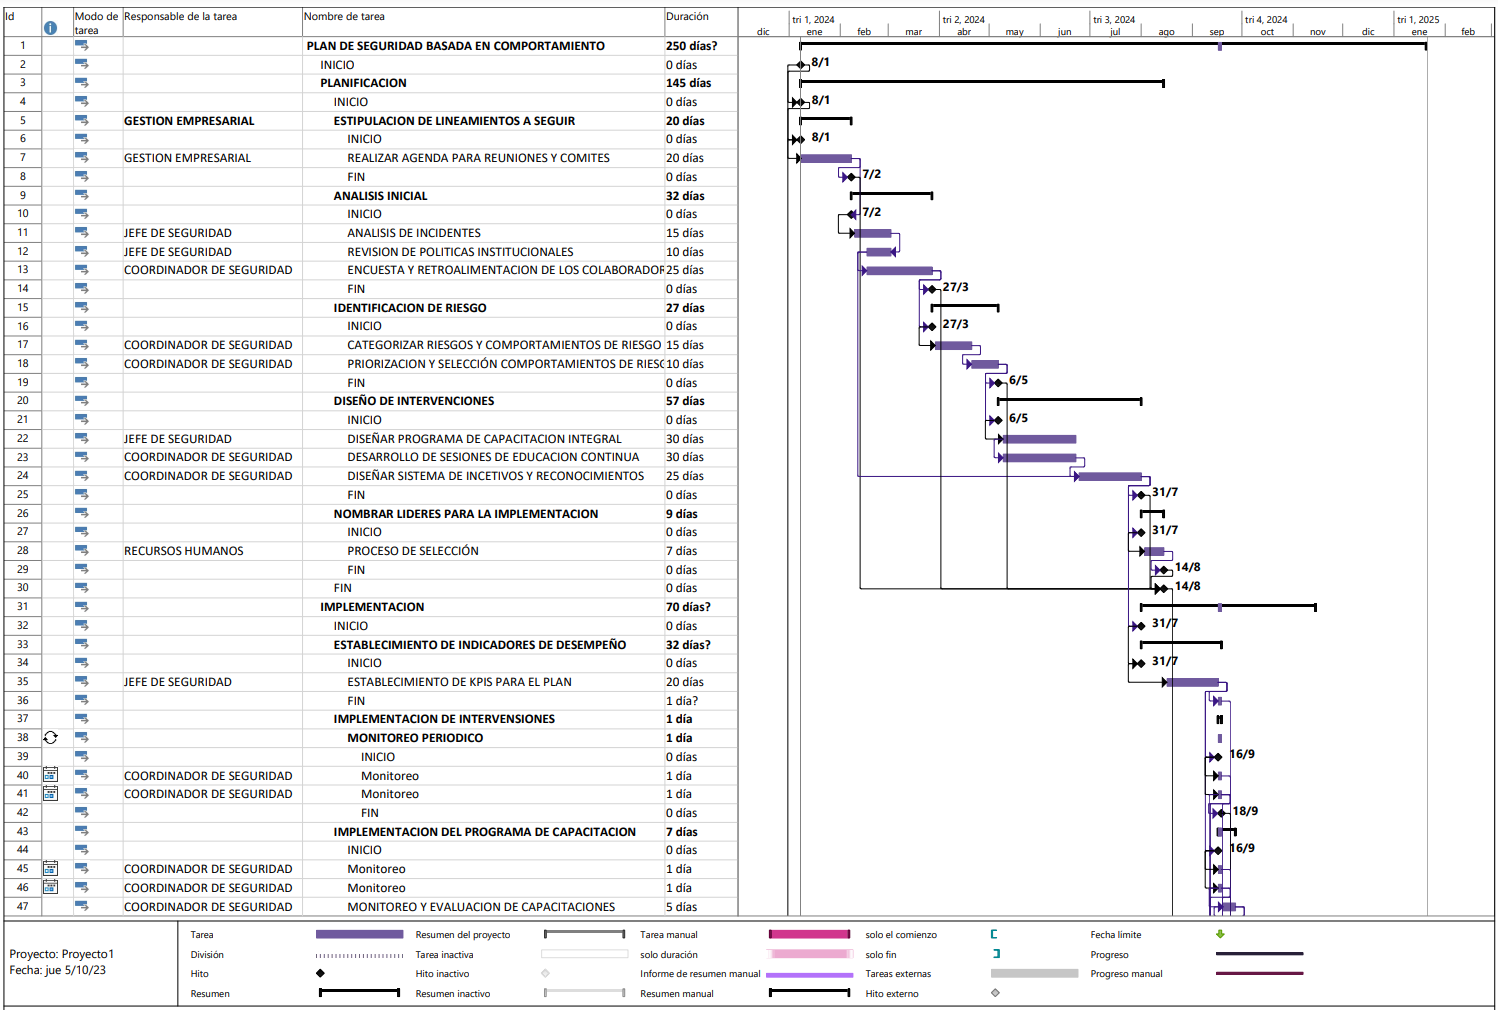 Id Modo de tarea Responsable de la tarea Nombre de tarea Duración
tri 1, 2024 tri 2, 2024 tri 3, 2024 tri 4, 2024 tri 1, 2025
dic ene feb mar abr may jun jul ago sep oct nov dic ene feb
1 PLAN DE SEGURIDAD BASADA EN COMPORTAMIENTO 250 días?
2 INICIO 0 días 8/1
3 PLANIFICACION 145 días
4 INICIO 0 días 8/1
5 GESTION EMPRESARIAL ESTIPULACION DE LINEAMIENTOS A SEGUIR 20 días
6 INICIO 0 días 8/1
7 GESTION EMPRESARIAL REALIZAR AGENDA PARA REUNIONES Y COMITES 20 días
8 FIN 0 días 7/2
9 ANALISIS INICIAL 32 días
10 INICIO 0 días 7/2
11 JEFE DE SEGURIDAD ANALISIS DE INCIDENTES 15 días
12 JEFE DE SEGURIDAD REVISION DE POLITICAS INSTITUCIONALES 10 días
13 COORDINADOR DE SEGURIDAD ENCUESTA Y RETROALIMENTACION DE LOS COLABORADOR 25 días
14 FIN 0 días 27/3
15 IDENTIFICACION DE RIESGO 27 días
16 INICIO 0 días 27/3
17 COORDINADOR DE SEGURIDAD CATEGORIZAR RIESGOS Y COMPORTAMIENTOS DE RIESGO 15 días
18 COORDINADOR DE SEGURIDAD PRIORIZACION Y SELECCIÓN COMPORTAMIENTOS DE RIESG 10 días
19 FIN 0 días 6/5
20 DISEÑO DE INTERVENCIONES 57 días
21 INICIO 0 días 6/5
22 JEFE DE SEGURIDAD DISEÑAR PROGRAMA DE CAPACITACION INTEGRAL 30 días
23 COORDINADOR DE SEGURIDAD DESARROLLO DE SESIONES DE EDUCACION CONTINUA 30 días
24 COORDINADOR DE SEGURIDAD DISEÑAR SISTEMA DE INCETIVOS Y RECONOCIMIENTOS 25 días
25 FIN 0 días 31/7
26 NOMBRAR LIDERES PARA LA IMPLEMENTACION 9 días
27 INICIO 0 días 31/7
28 RECURSOS HUMANOS PROCESO DE SELECCIÓN 7 días
29 FIN 0 días 14/8
30 FIN 0 días 14/8
31 IMPLEMENTACION 70 días?
32 INICIO 0 días 31/7
33 ESTABLECIMIENTO DE INDICADORES DE DESEMPEÑO 32 días?
34 INICIO 0 días 31/7
35 JEFE DE SEGURIDAD ESTABLECIMIENTO DE KPIS PARA EL PLAN 20 días
36 FIN 1 día?
37 IMPLEMENTACION DE INTERVENSIONES 1 día
38 MONITOREO PERIODICO 1 día
39 INICIO 0 días 16/9
40 COORDINADOR DE SEGURIDAD Monitoreo 1 día
41 COORDINADOR DE SEGURIDAD Monitoreo 1 día
42 FIN 0 días 18/9
43 IMPLEMENTACION DEL PROGRAMA DE CAPACITACION 7 días
44 INICIO 0 días 16/9
45 COORDINADOR DE SEGURIDAD Monitoreo 1 día
46 COORDINADOR DE SEGURIDAD Monitoreo 1 día
47 COORDINADOR DE SEGURIDAD MONITOREO Y EVALUACION DE CAPACITACIONES 5 días
Proyecto: Proyecto1
Fecha: jue 5/10/23
Tarea Resumen del proyecto Tarea manual solo el comienzo Fecha límite
División Tarea inactiva solo duración solo fin Progreso
Hito Hito inactivo Informe de resumen manual Tareas externas Progreso manual
Resumen Resumen inactivo Resumen manual Hito externo